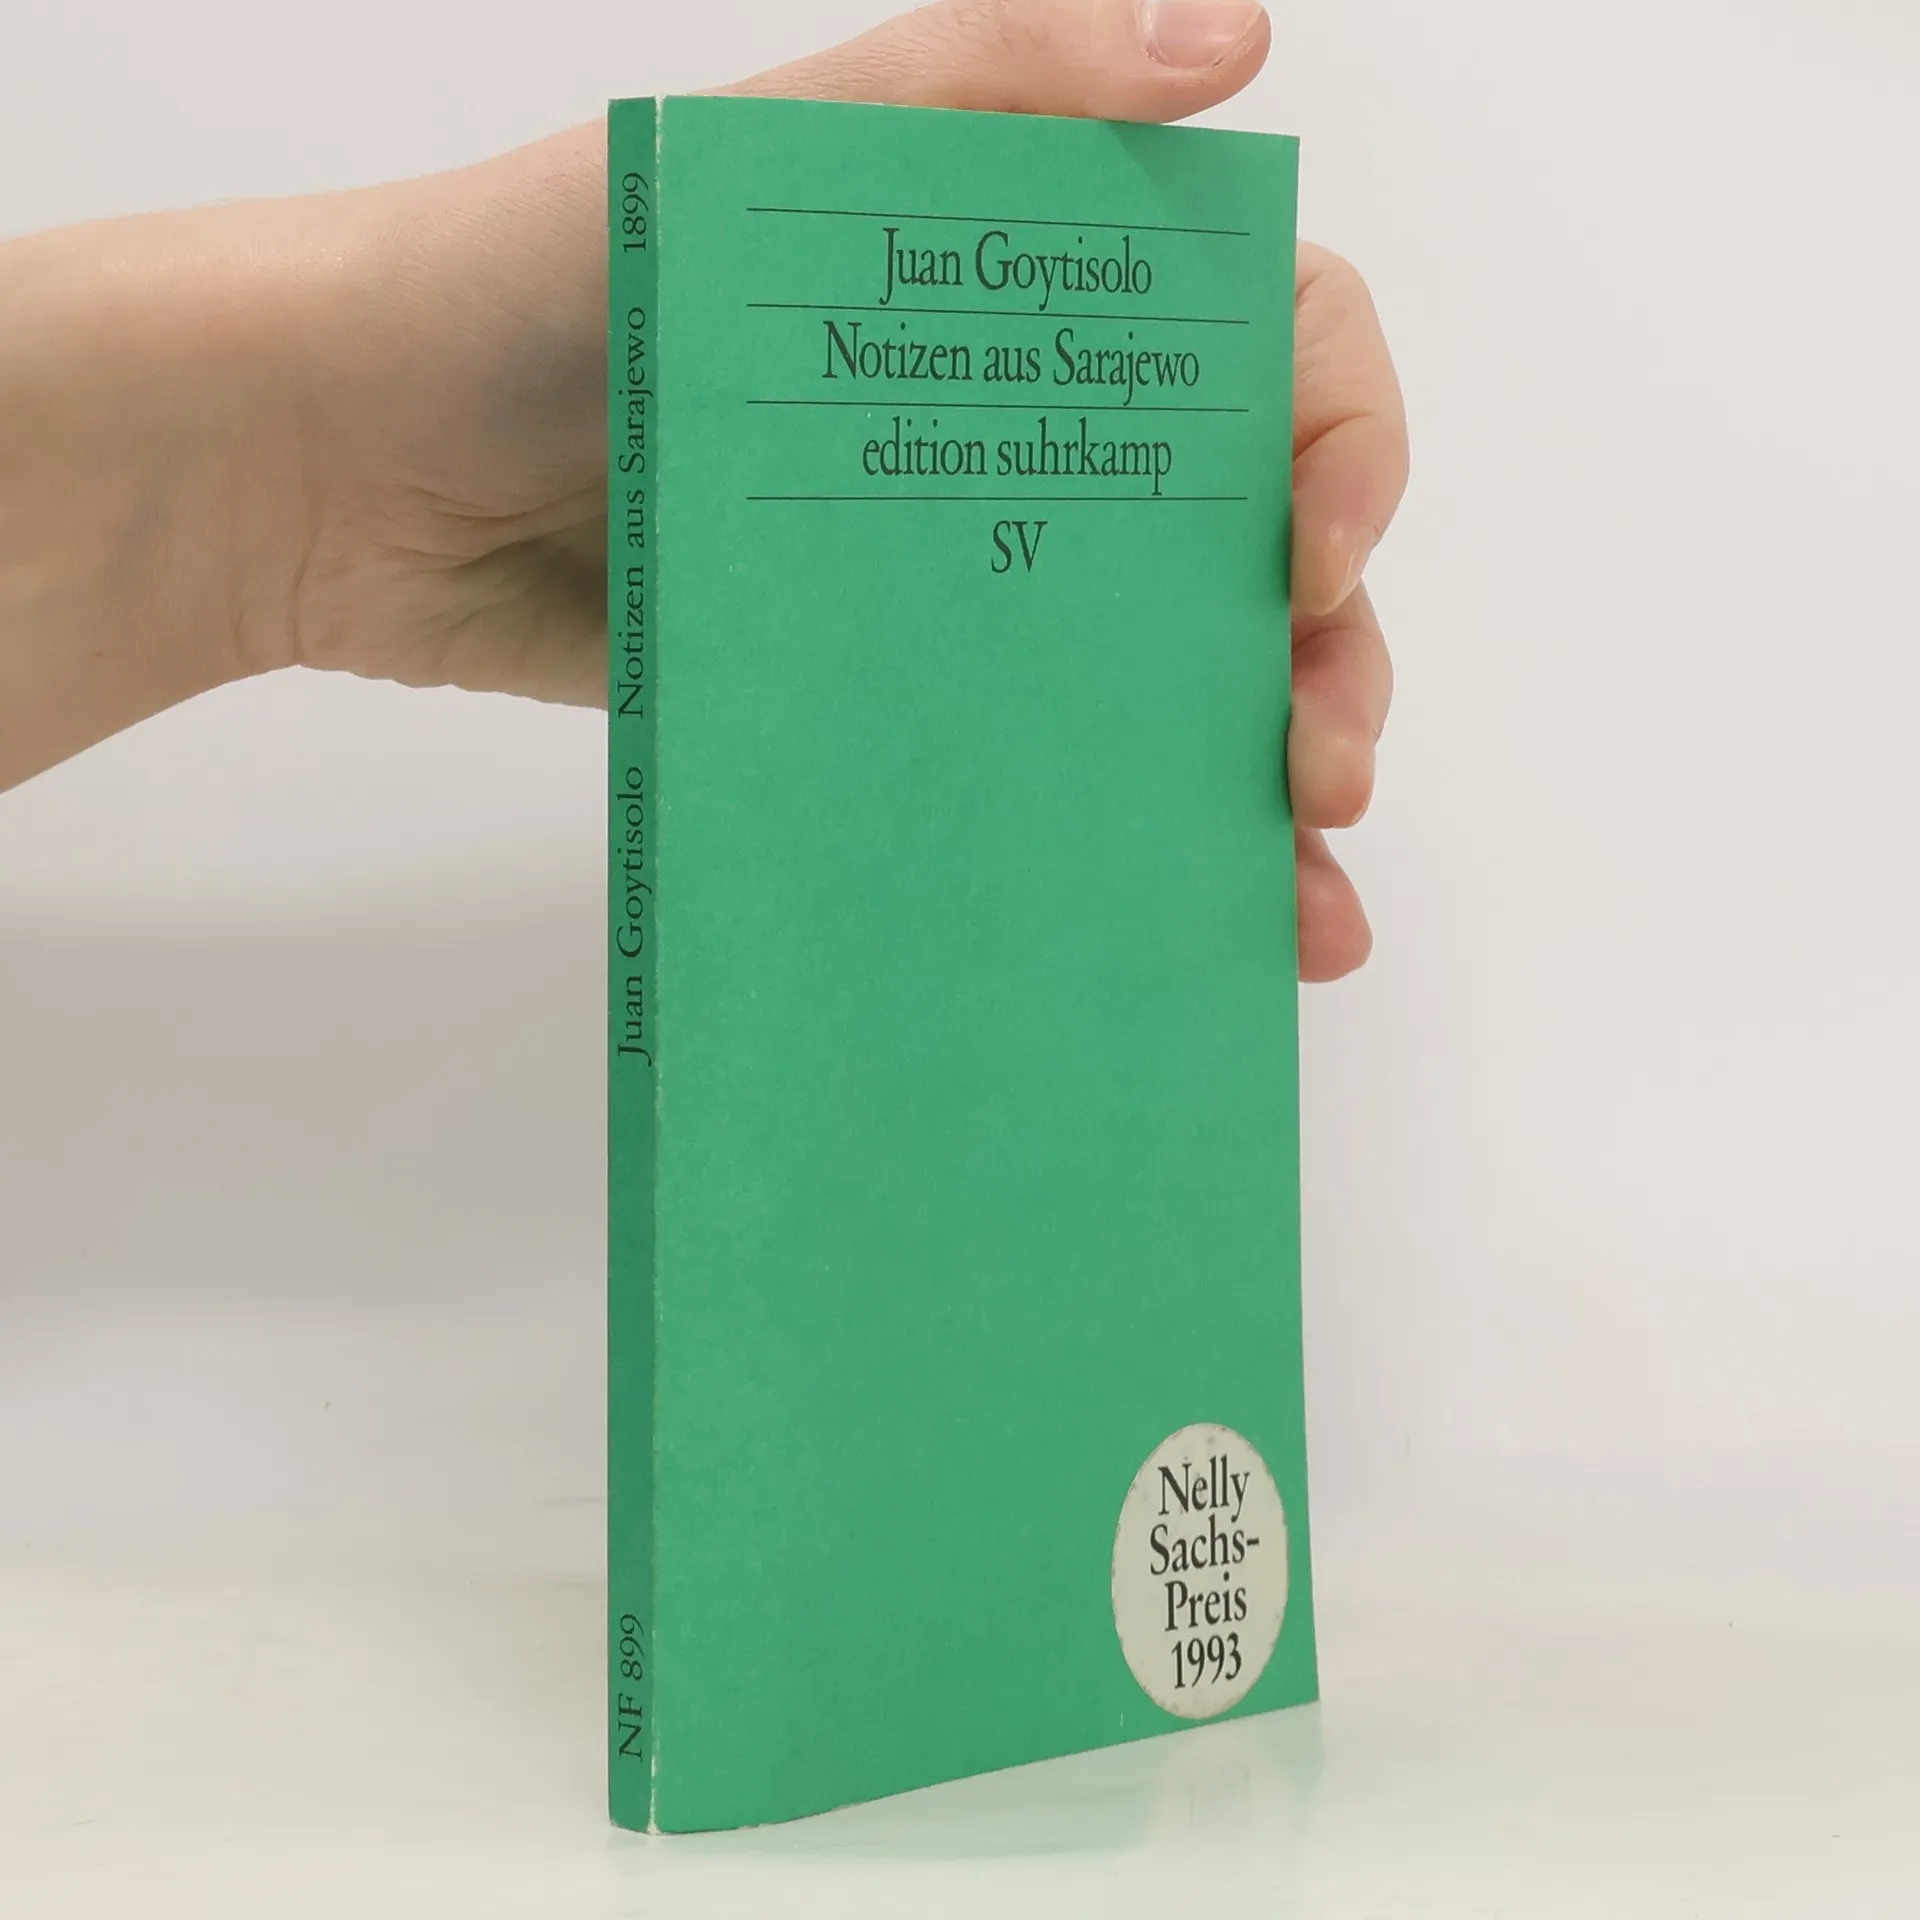 Juan Goytisolo
Notizen aus Sarajewo
edition suhrkamp
SV
Nelly
Sachs-
Preis
1993
Juan Goytisolo Notizen aus Sarajewo 1899
NF 899